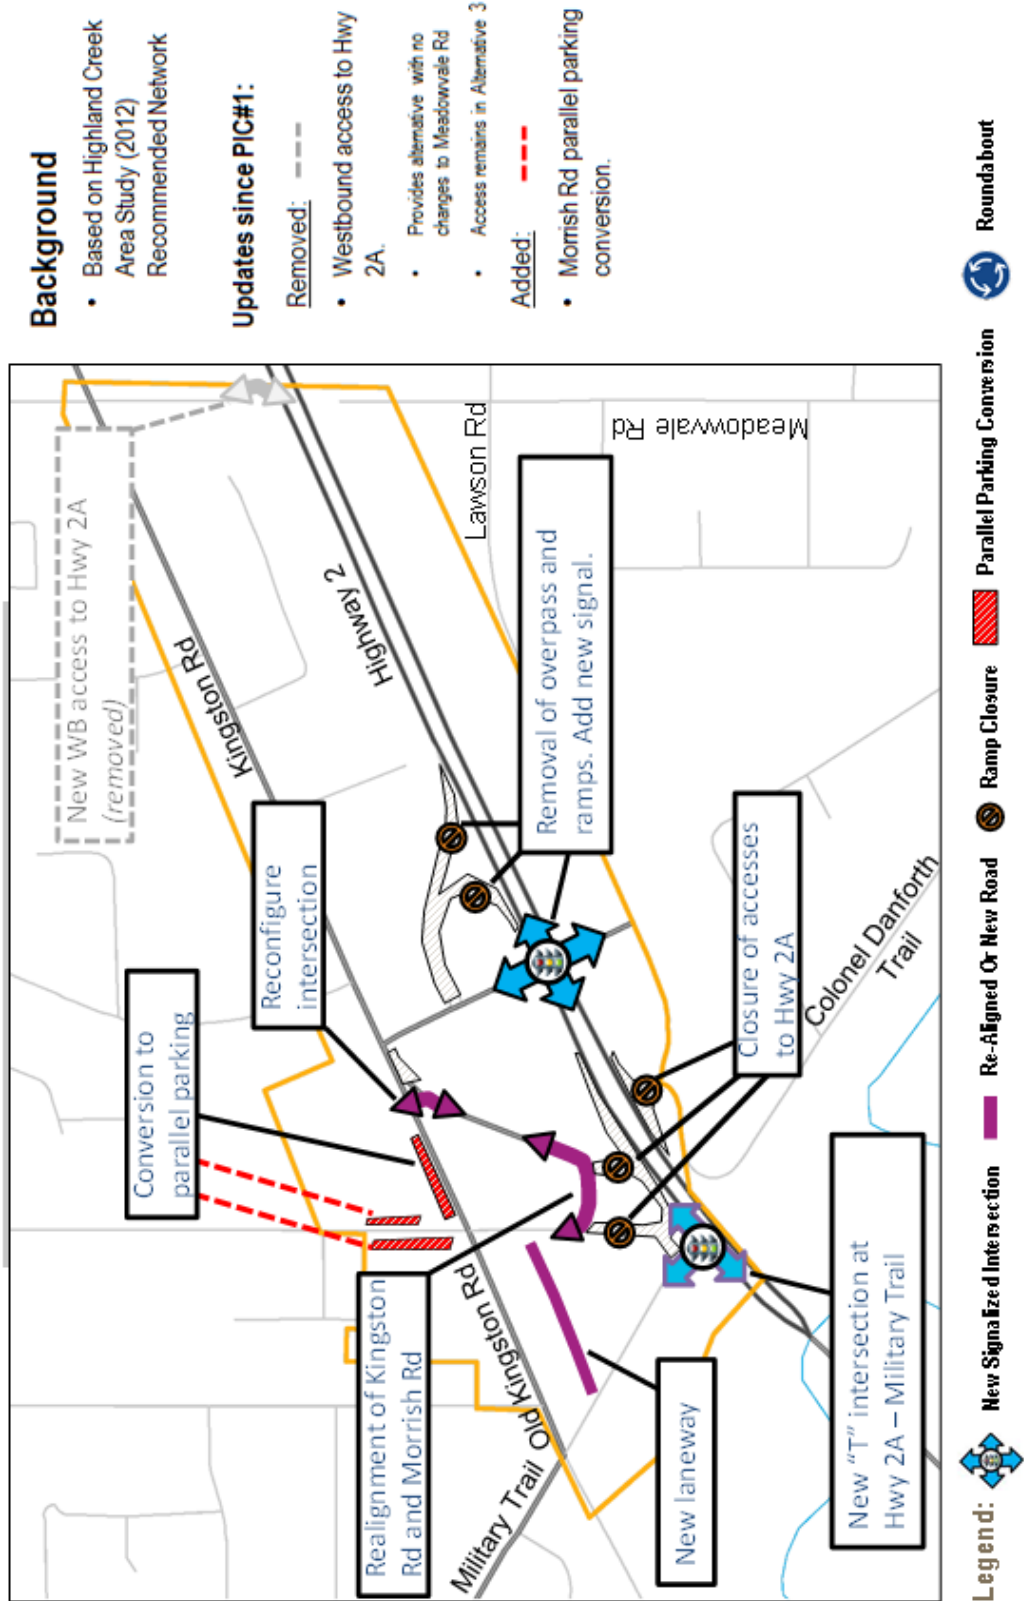 Background
• Based on Highland Creek
Area Study (2012)
Recommended Network
Updates since PIC#1:
Removed:
• Westbound access to Hwy
2A.
• Provides alternative with no
changes to Meadowvale Rd
• Access remains in Alternative 3
Added:
• Morrish Rd parallel parking
conversion.
New WB access to Hwy 2A
(removed)
Conversion to
parallel parking
Reconfigure
intersection
Kingston Rd
Highway 2
Lawson Rd
Meadowvale Rd
Removal of overpass and
ramps. Add new signal.
Closure of accesses
to Hwy 2A
Colonel Danforth
Trail
Realignment of Kingston
Rd and Morrish Rd
Old Kingston Rd
Military Trail
New laneway
New “T” intersection at
Hwy 2A – Military Trail
Legend:
New Signalized Intersection
Re-Aligned Or New Road
Ramp Closure
Parallel Parking Conversion
Roundabout